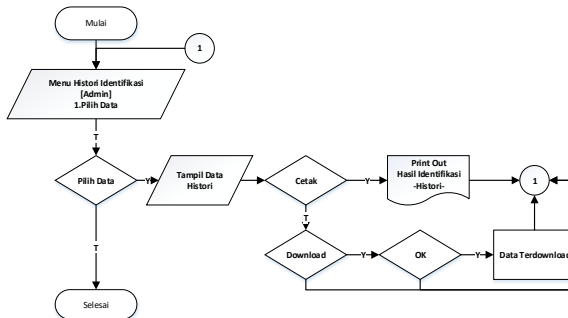 Mulai
1
Menu Histori Identifikasi
[Admin]
1.Pilih Data
T
Pilih Data
Y
Tampil Data
Histori
Cetak
Y
Print Out
Hasil Identifikasi
-Histori-
1
T
T
Download
Y
OK
Y
Data Terdownload
Selesai